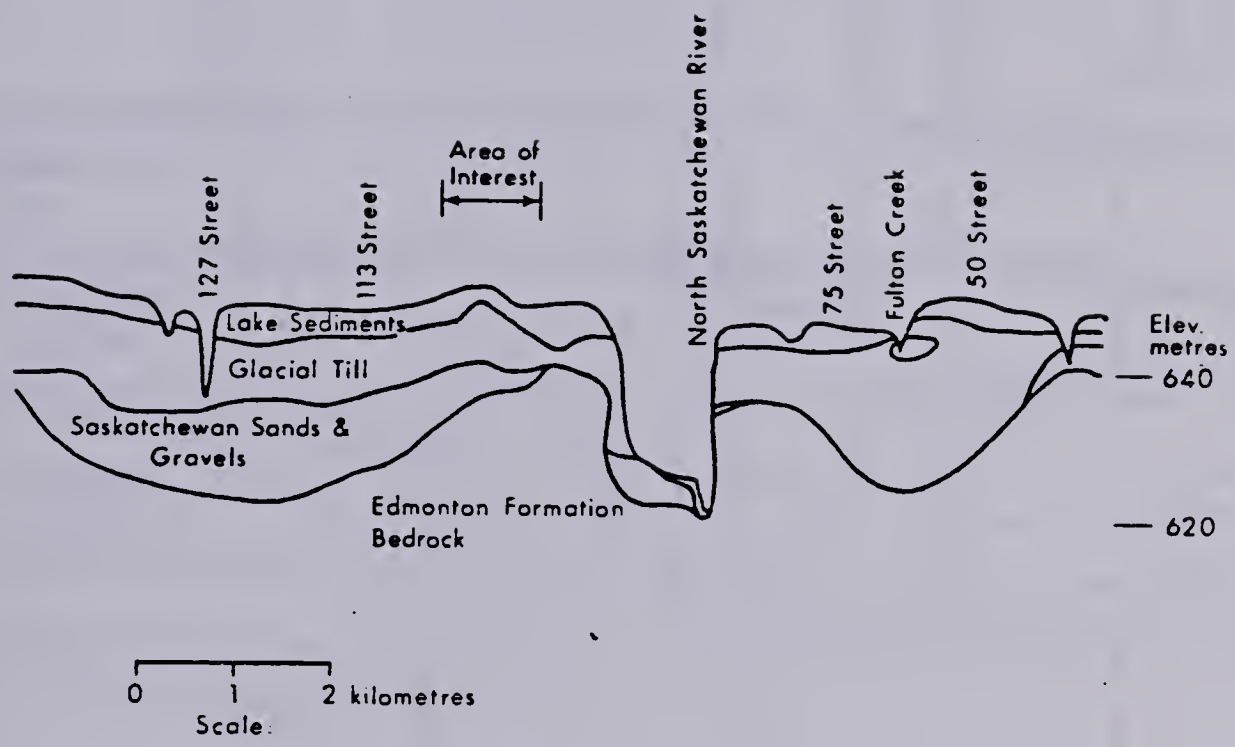 North Saskatchewan River
Area of
Interest
127 Street
113 Street
75 Street
Fultan Creek
50 Street
Lake Sediments
Elev.
metres
Glacial Till
640
Saskatchewan Sands &
Gravels
Edmonton Formation
Bedrock
620
0 1 2 kilometres
Scale: